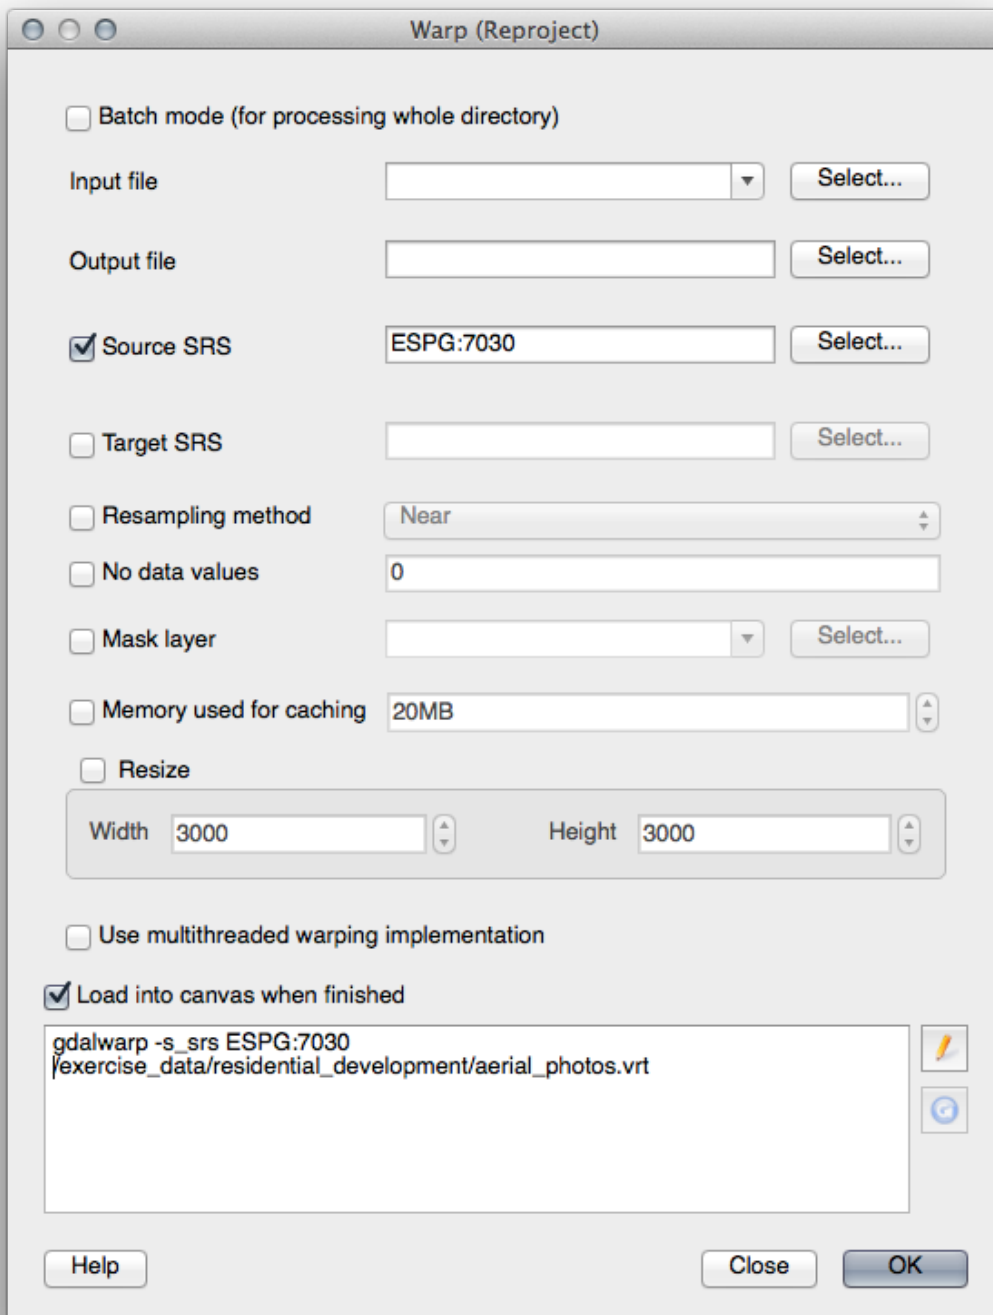 Warp (Reproject)
Batch mode (for processing whole directory)
Input file
Select...
Output file
Select...
Source SRS
ESPG:7030
Select...
Target SRS
Select...
Resampling method
Near
No data values
0
Mask layer
Select...
Memory used for caching
20MB
Resize
Width
3000
Height
3000
Use multithreaded warping implementation
Load into canvas when finished
gdalwarp -s_srs ESPG:7030
/exercise_data/residential_development/aerial_photos.vrt
Help
Close
OK